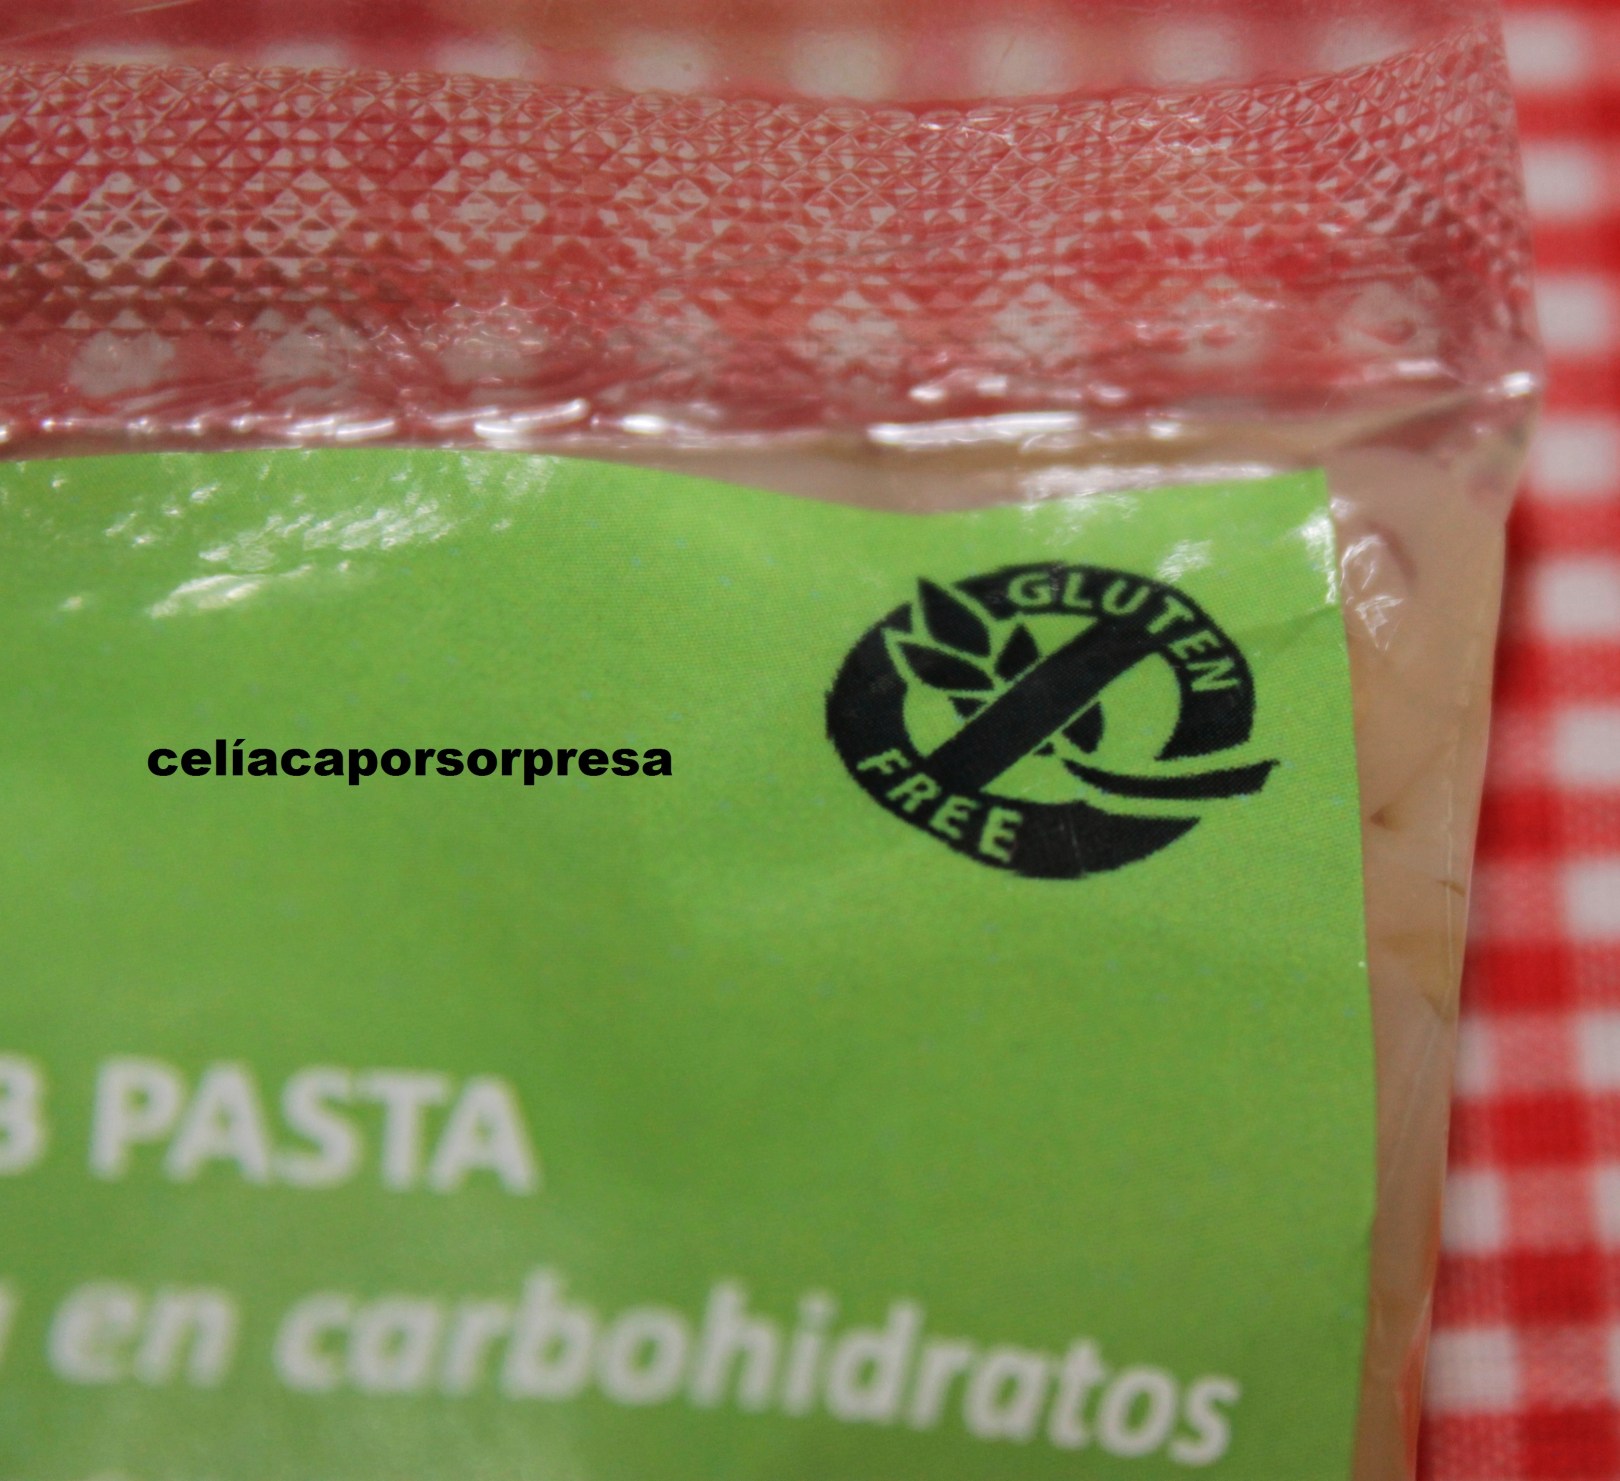 GLUTEN
FREE
celíacaporsorpresa
PASTA
en carbohidratos